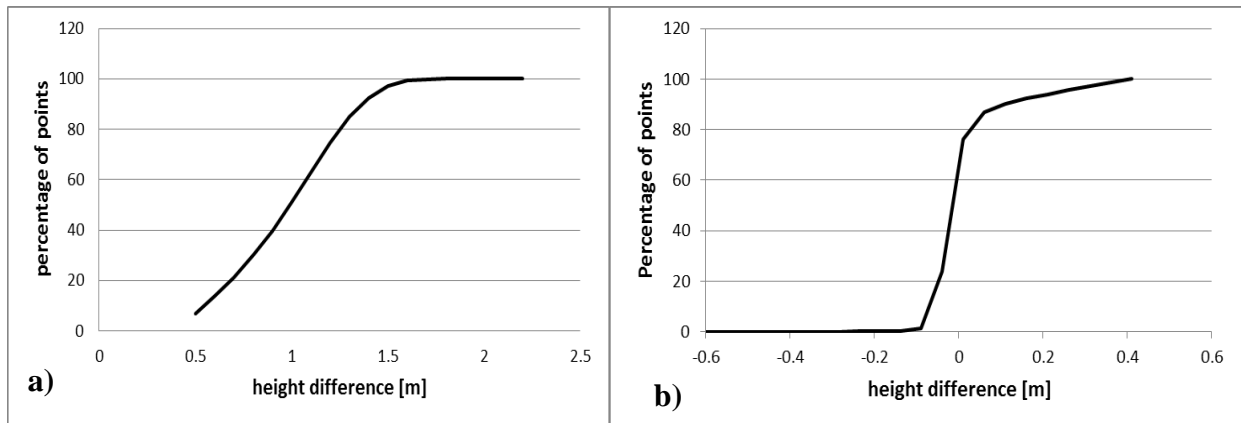 120
100
80
60
40
20
0
percentage of points
0 0.5 1 1.5 2 2.5
height difference [m]
a)
120
100
80
60
40
20
0
Percentage of points
-0.6 -0.4 -0.2 0 0.2 0.4 0.6
height difference [m]
b)